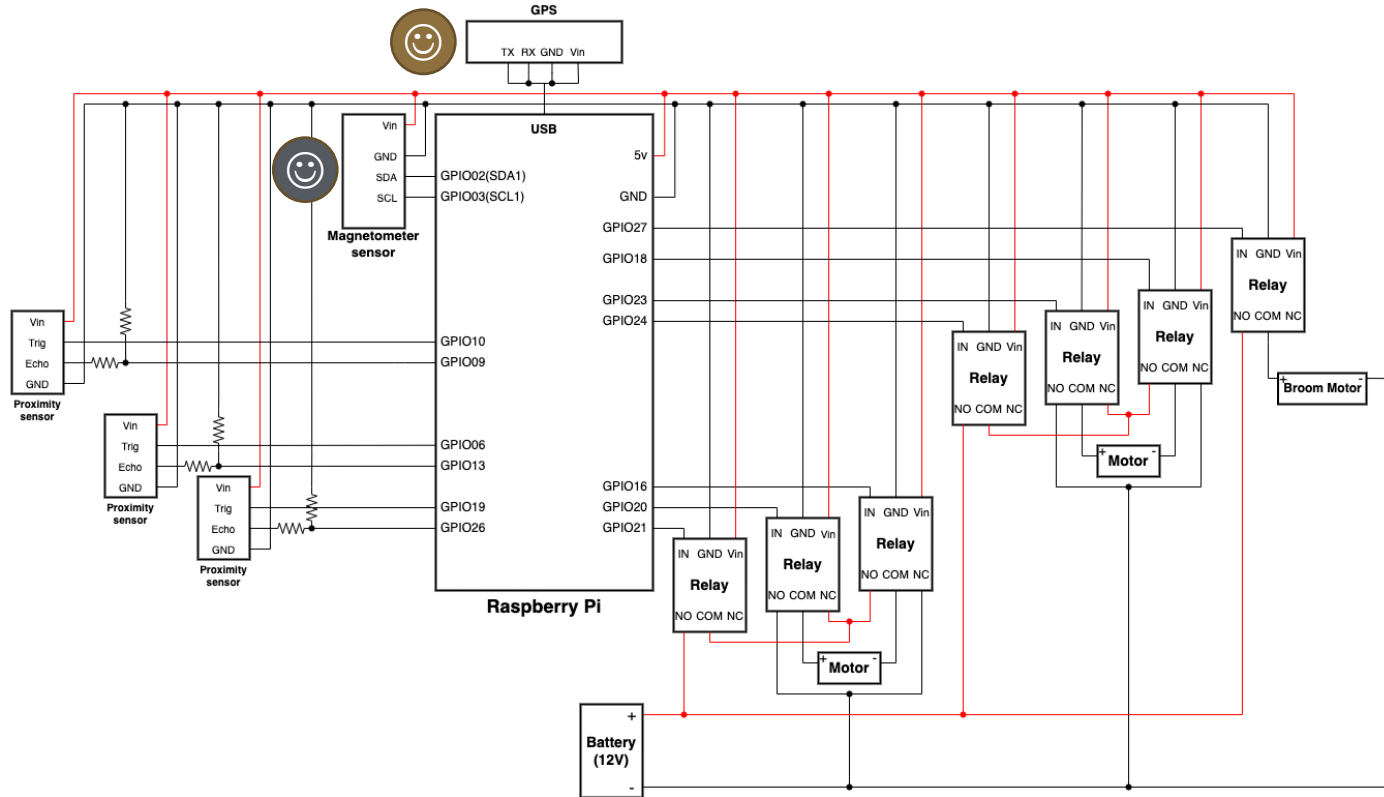 GPS
TX RX GND Vin
USB
Vin
GND
SDA
SCL
Magnetometer
sensor
GPIO02(SDA1)
GPIO03(SCL1)
GPIO10
GPIO09
GPIO06
GPIO13
GPIO19
GPIO26
5v
GND
GPIO27
GPIO18
GPIO23
GPIO24
GPIO16
GPIO20
GPIO21
Raspberry Pi
Vin
Trig
Echo
GND
Proximity
sensor
Vin
Trig
Echo
GND
Proximity
sensor
Vin
Trig
Echo
GND
Proximity
sensor
IN GND Vin
Relay
NO COM NC
IN GND Vin
Relay
NO COM NC
IN GND Vin
Relay
NO COM NC
IN GND Vin
Relay
NO COM NC
+ -
Broom Motor
+ -
Motor
IN GND Vin
Relay
NO COM NC
IN GND Vin
Relay
NO COM NC
IN GND Vin
Relay
NO COM NC
+ -
Motor
+
Battery
(12V)
-